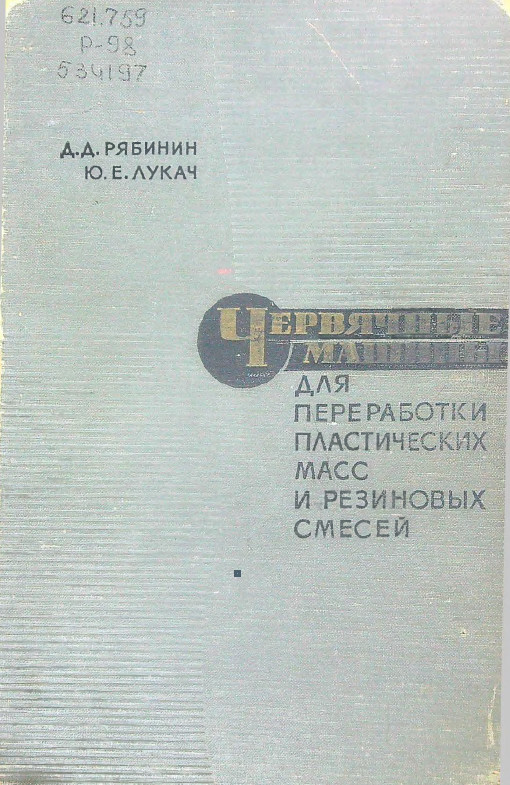 621.759
Р-98
534197
Д.Д. РЯБИНИН
Ю.Е. ЛУКАЧ
ЧЕРВЯЧНЫЕ
МАШИНЫ
ДЛЯ
ПЕРЕРАБОТКИ
ПЛАСТИЧЕСКИХ
МАСС
И РЕЗИНОВЫХ
СМЕСЕЙ